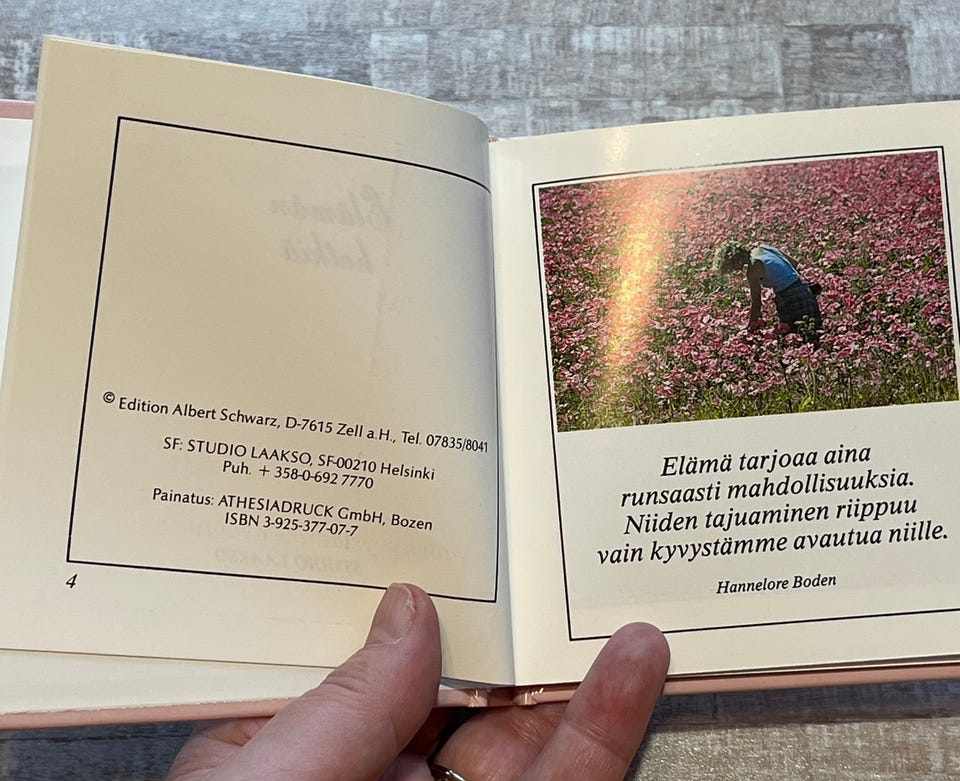 © Edition Albert Schwarz, D-7615 Zell a.H., Tel. 07835/8041
SF: STUDIO LAAKSO, SF-00210 Helsinki
Puh. + 358-0-692 7770
Painatus: ATHESIADRUCK GmbH, Bozen
ISBN 3-925-377-07-7
4
Elämä tarjoaa aina
runsaasti mahdollisuuksia.
Niiden tajuaminen riippuu
vain kyvystämme avautua niille.
Hannelore Boden